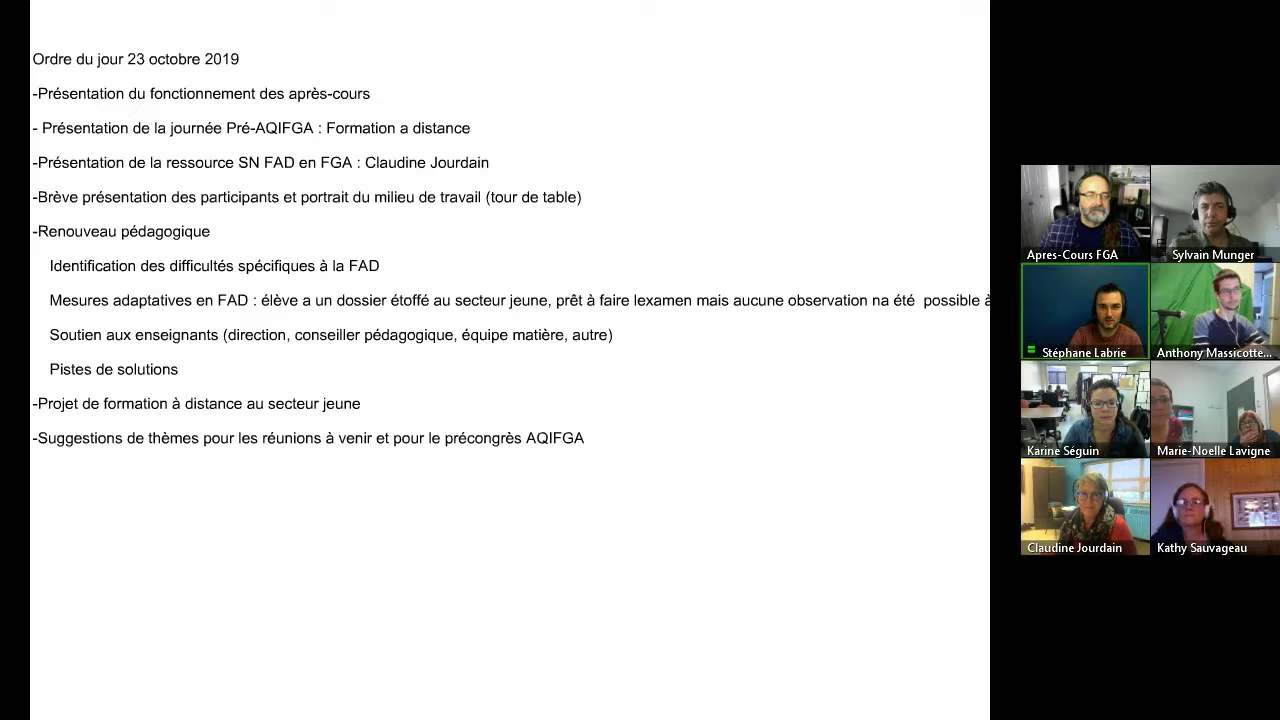 Ordre du jour 23 octobre 2019
-Présentation du fonctionnement des après-cours
- Présentation de la journée Pré-AQIFGA : Formation a distance
-Présentation de la ressource SN FAD en FGA : Claudine Jourdain
-Brève présentation des participants et portrait du milieu de travail (tour de table)
-Renouveau pédagogique
Identification des difficultés spécifiques à la FAD
Mesures adaptatives en FAD : élève a un dossier étoffé au secteur jeune, prêt à faire lexamen mais aucune observation na été  possible à
Soutien aux enseignants (direction, conseiller pédagogique, équipe matière, autre)
Pistes de solutions
-Projet de formation à distance au secteur jeune
-Suggestions de thèmes pour les réunions à venir et pour le précongrès AQIFGA
Apres-Cours FGA
Sylvain Munger
Stéphane Labrie
Anthony Massicotte...
Karine Séguin
Marie-Noelle Lavigne
Claudine Jourdain
Kathy Sauvageau